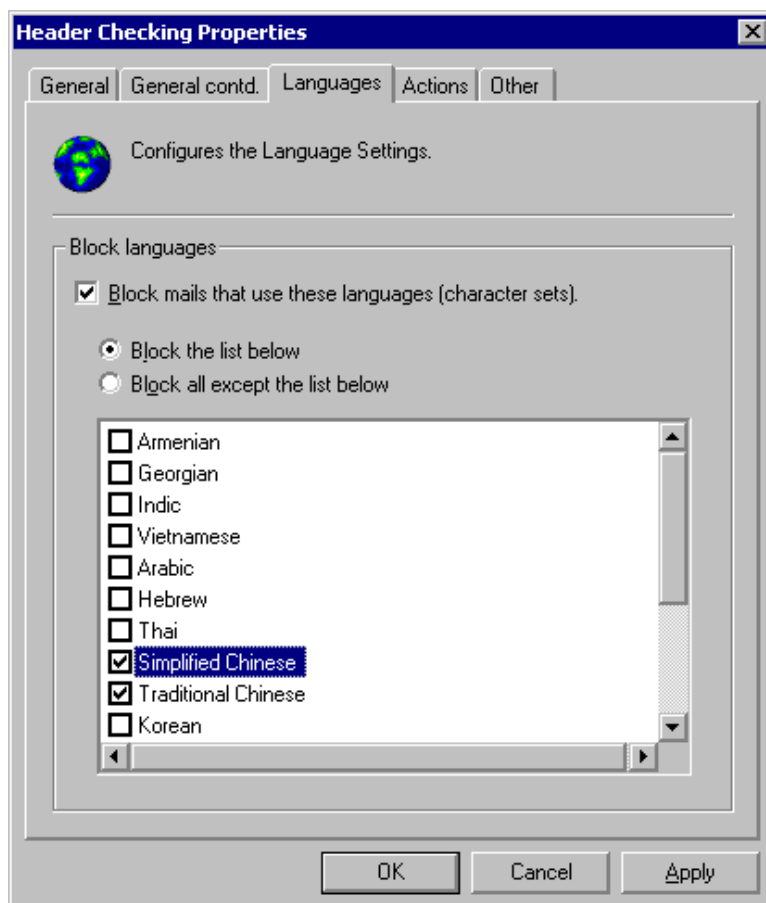 Header Checking Properties
General General contd. Languages Actions Other
Configures the Language Settings.
Block languages
Block mails that use these languages (character sets).
Block the list below
Block all except the list below
Armenian
Georgian
Indic
Vietnamese
Arabic
Hebrew
Thai
Simplified Chinese
Traditional Chinese
Korean
OK Cancel Apply